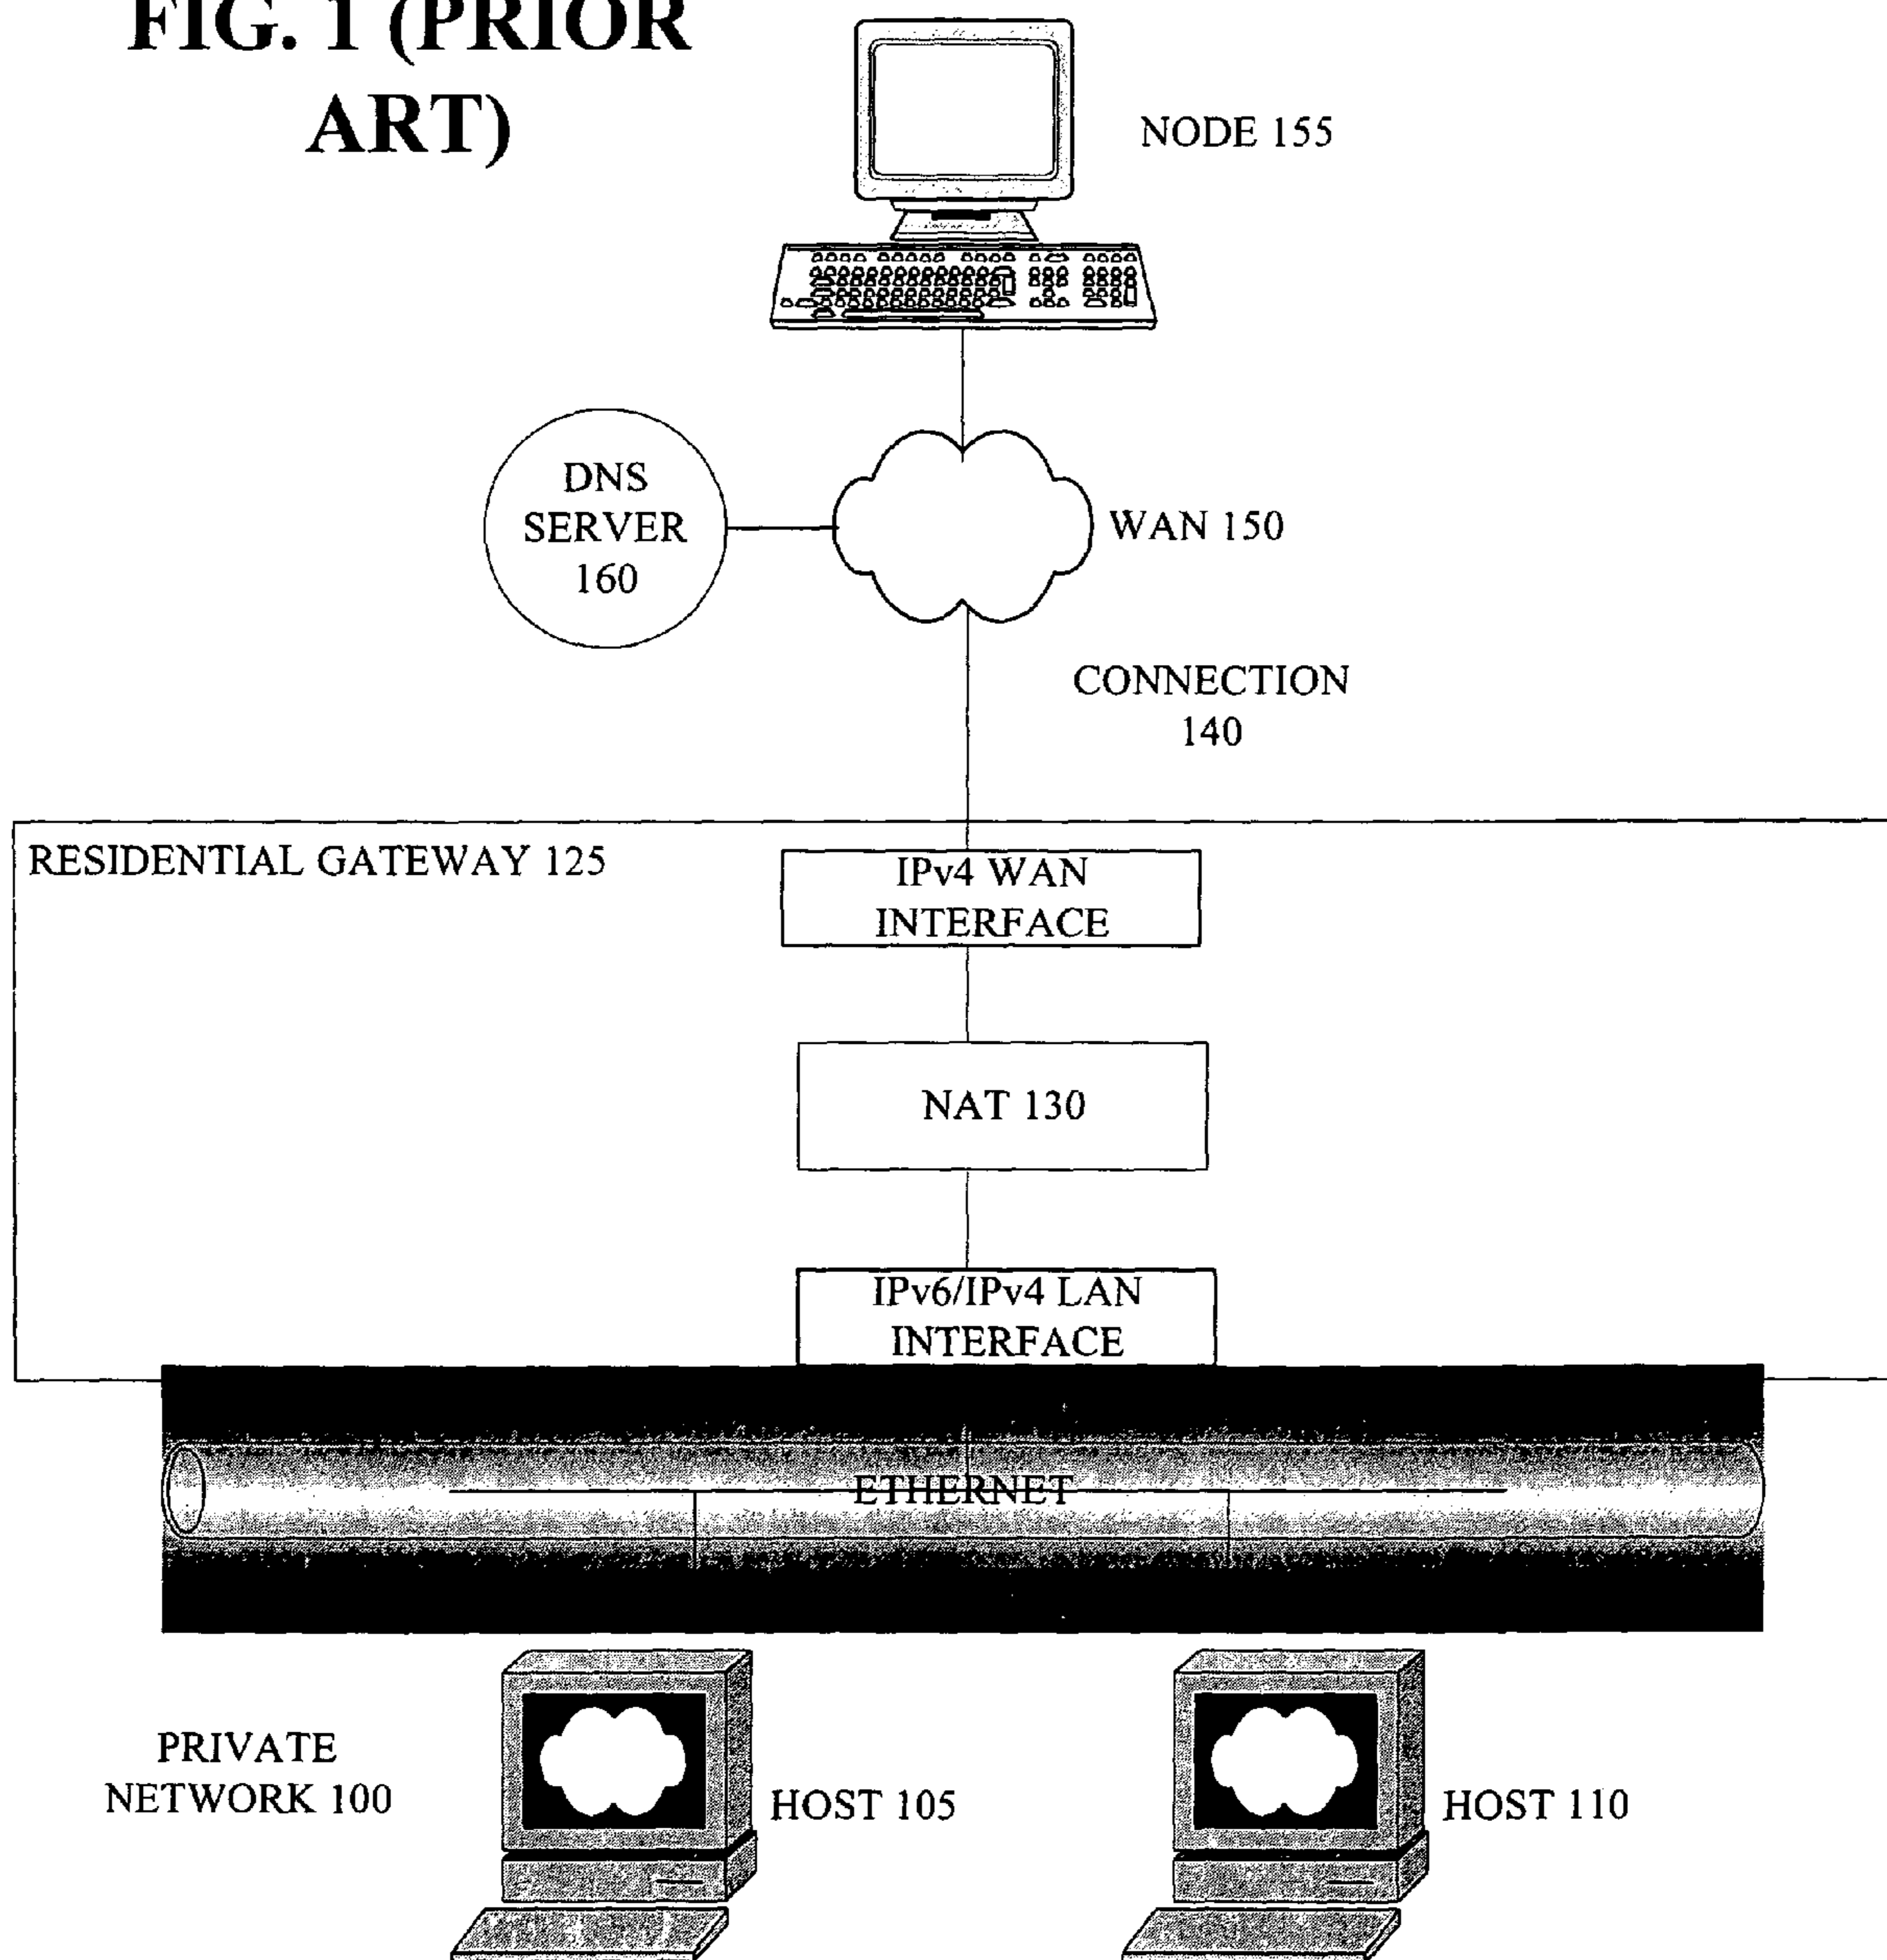 FIG. 1 (PRIOR
ART)
NODE 155
DNS
SERVER
160
WAN 150
CONNECTION
140
RESIDENTIAL GATEWAY 125
IPv4 WAN
INTERFACE
NAT 130
IPv6/IPv4 LAN
INTERFACE
ETHERNET
PRIVATE
NETWORK 100
HOST 105
HOST 110